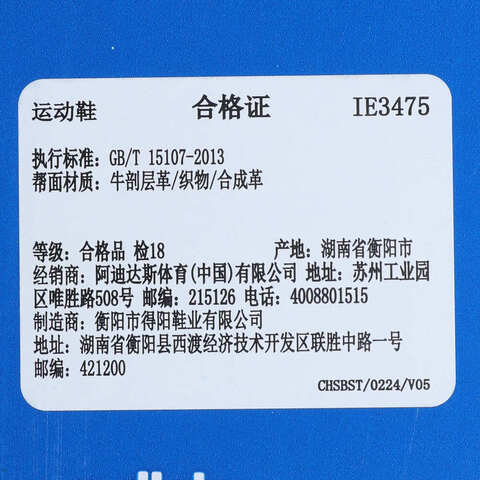 运动鞋 合格证 IE3475
执行标准: GB/T 15107-2013
帮面材质: 牛剖层革/织物/合成革
等级: 合格品 检18 产地: 湖南省衡阳市
经销商: 阿迪达斯体育(中国)有限公司 地址: 苏州工业园
区唯胜路508号 邮编: 215126 电话: 4008801515
制造商: 衡阳市得阳鞋业有限公司
地址: 湖南省衡阳县西渡经济技术开发区联胜中路一号
邮编: 421200
CHSBST/0224/V05